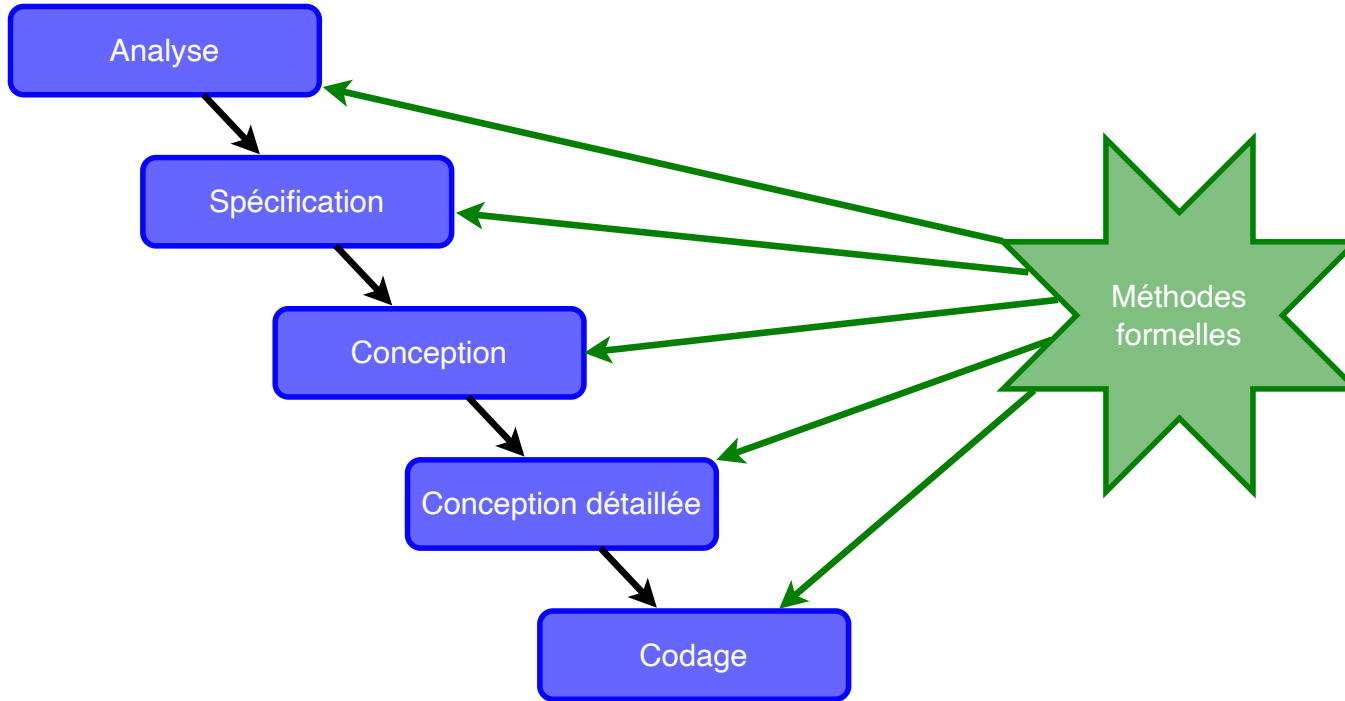 Analyse
Spécification
Conception
Conception détaillée
Codage
Méthodes
formelles